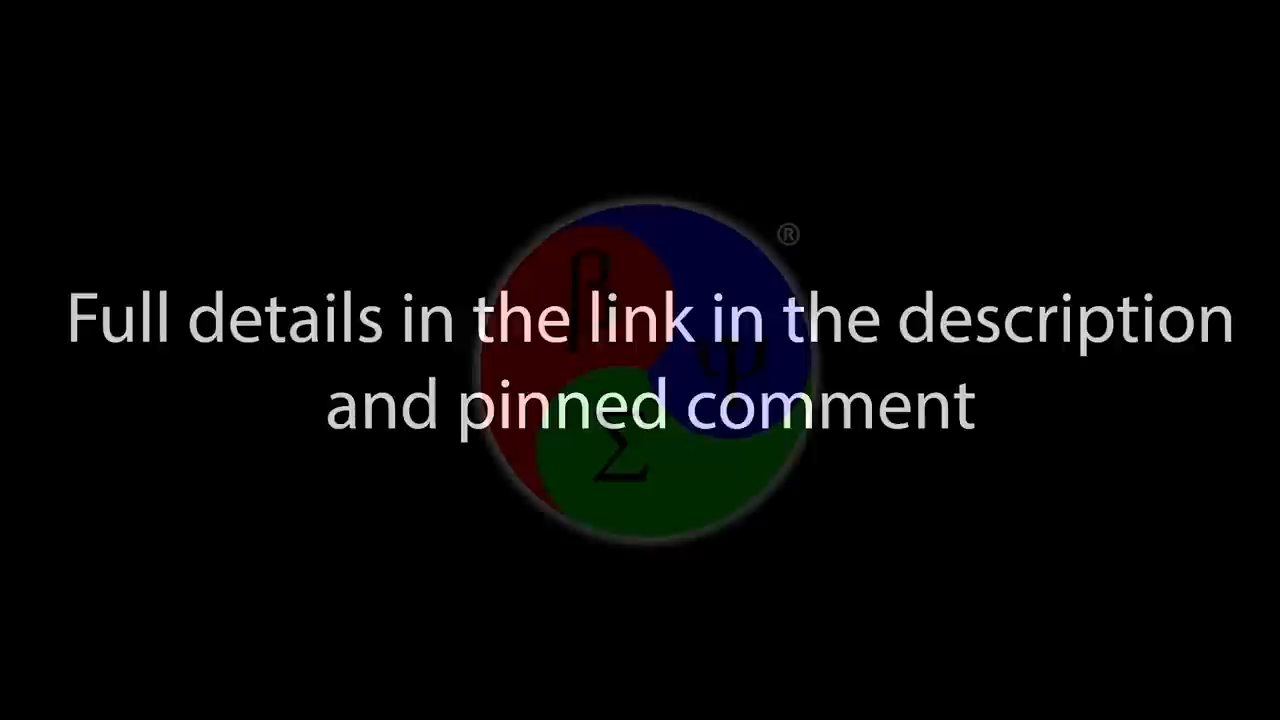 ®
β
Full details in the link in the description
ψ
and pinned comment
Σ